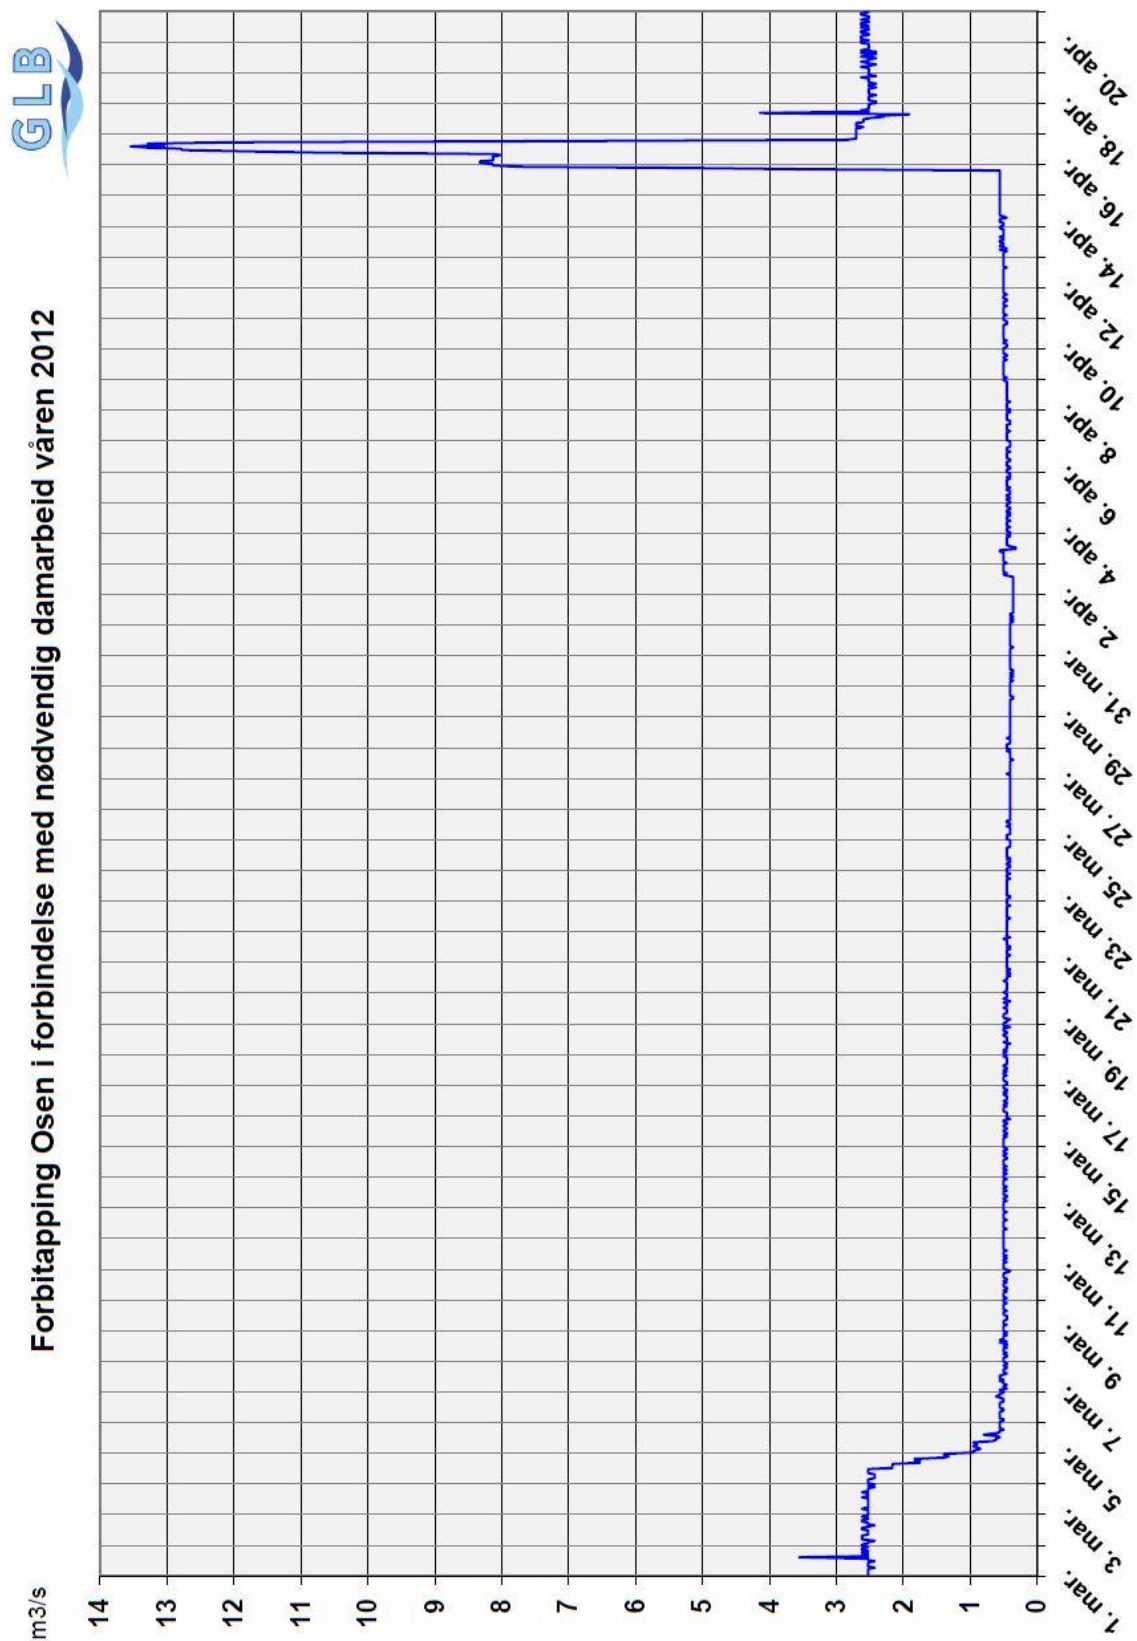 GLB
Forbitapping Osen i forbindelse med nødvendig damarbeid våren 2012
m3/s
14
13
12
11
10
9
8
7
6
5
4
3
2
1
0
1. mar.
3. mar.
5. mar.
7. mar.
9. mar.
11. mar.
13. mar.
15. mar.
17. mar.
19. mar.
21. mar.
23. mar.
25. mar.
27. mar.
29. mar.
31. mar.
2. apr.
4. apr.
6. apr.
8. apr.
10. apr.
12. apr.
14. apr.
16. apr.
18. apr.
20. apr.